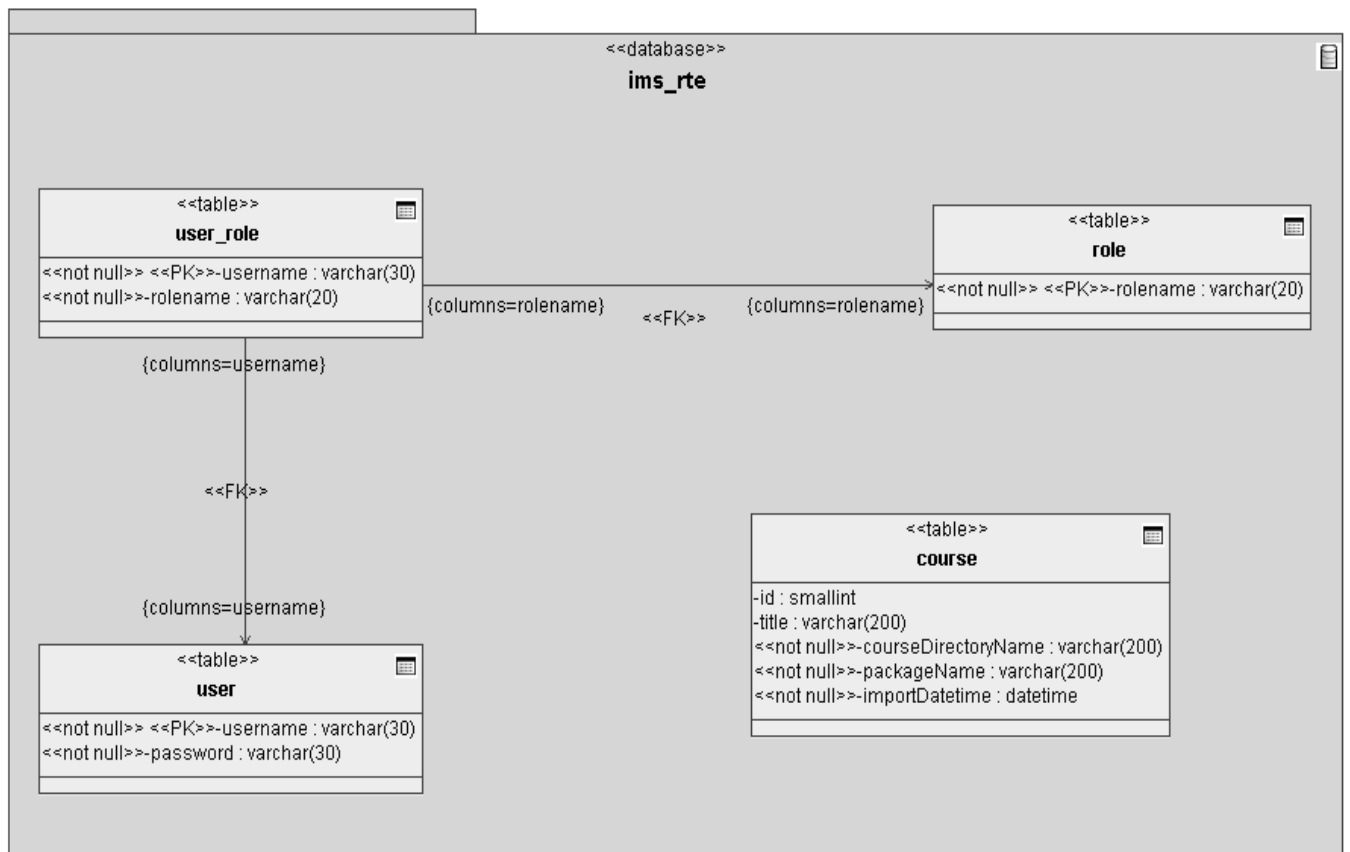 <<database>>
ims_rte
<<table>>
user_role
<<not null>> <<PK>>-username : varchar(30)
<<not null>>-rolename : varchar(20)
<<table>>
role
<<not null>> <<PK>>-rolename : varchar(20)
{columns=rolename}
<<FK>>
{columns=rolename}
{columns=username}
<<FK>>
{columns=username}
<<table>>
user
<<not null>> <<PK>>-username : varchar(30)
<<not null>>-password : varchar(30)
<<table>>
course
-id : smallint
-title : varchar(200)
<<not null>>-courseDirectoryName : varchar(200)
<<not null>>-packageName : varchar(200)
<<not null>>-importDatetime : datetime